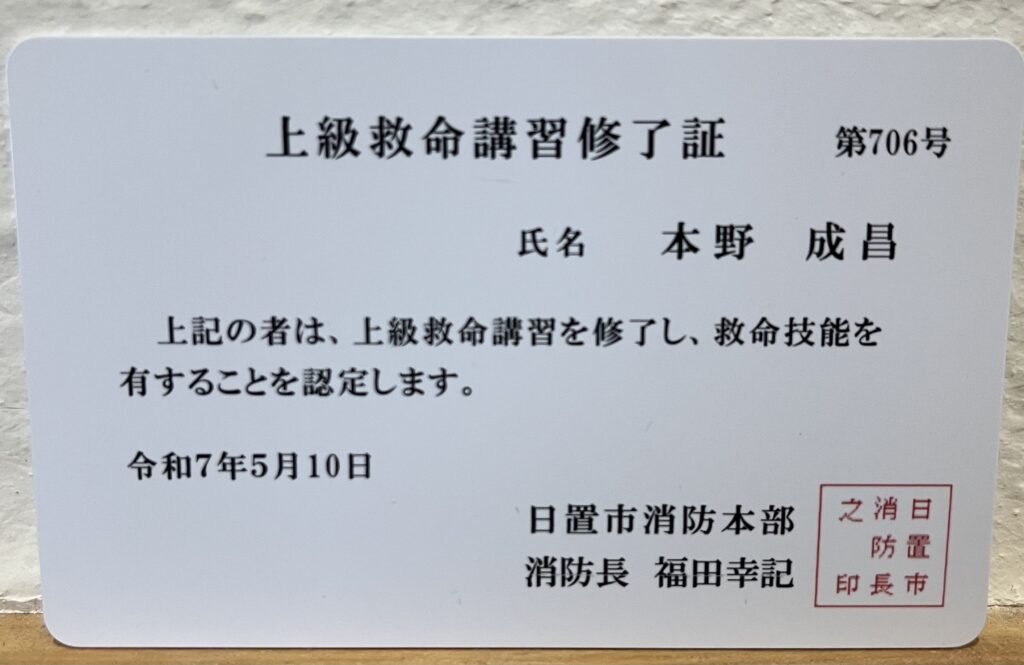 上級救命講習修了証 第706号
氏名 本野 成昌
上記の者は、上級救命講習を修了し、救命技能を
有することを認定します。
令和7年5月10日
日置市消防本部
消防長 福田幸記
日置市
消防長
之印